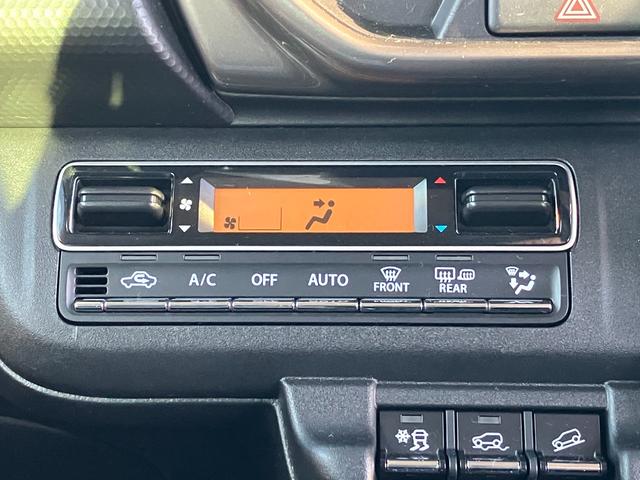 A/C OFF AUTO FRONT REAR